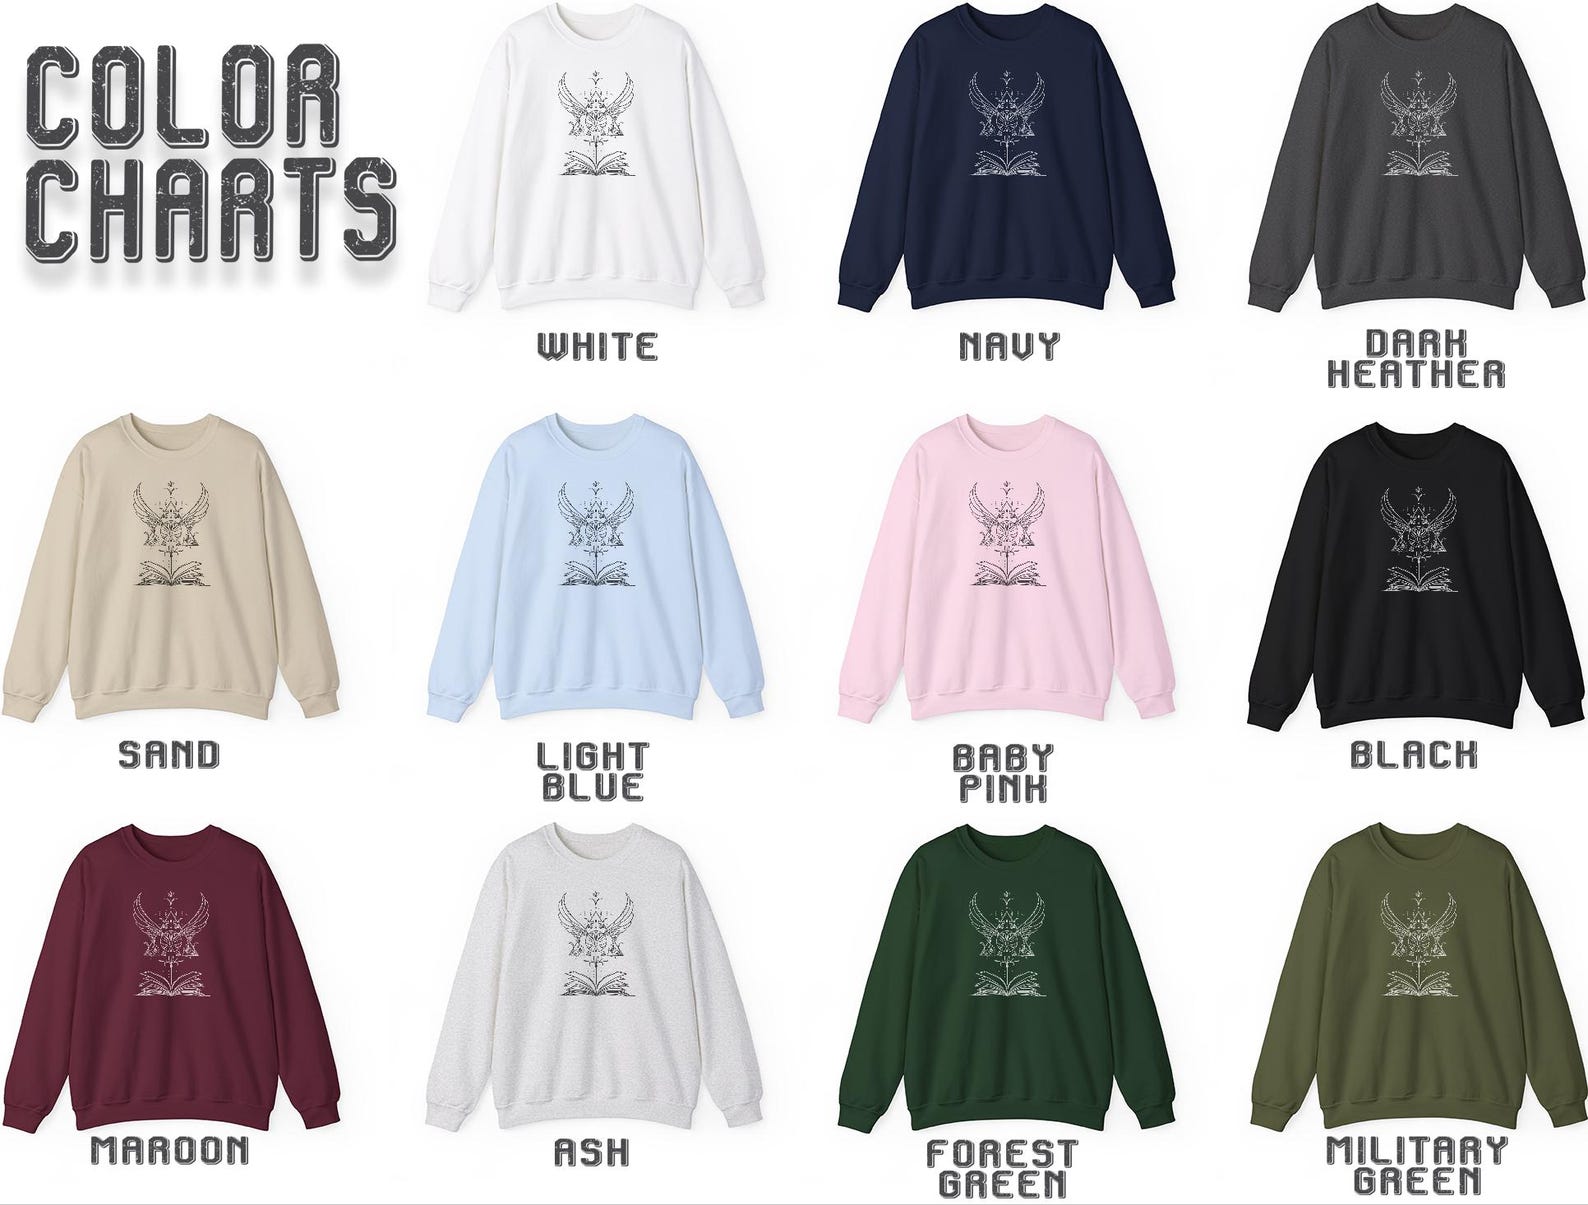 COLOR
CHARTS
WHITE
NAVY
DARK
HEATHER
SAND
LIGHT
BLUE
BABY
PINK
BLACK
MAROON
ASH
FOREST
GREEN
MILITARY
GREEN